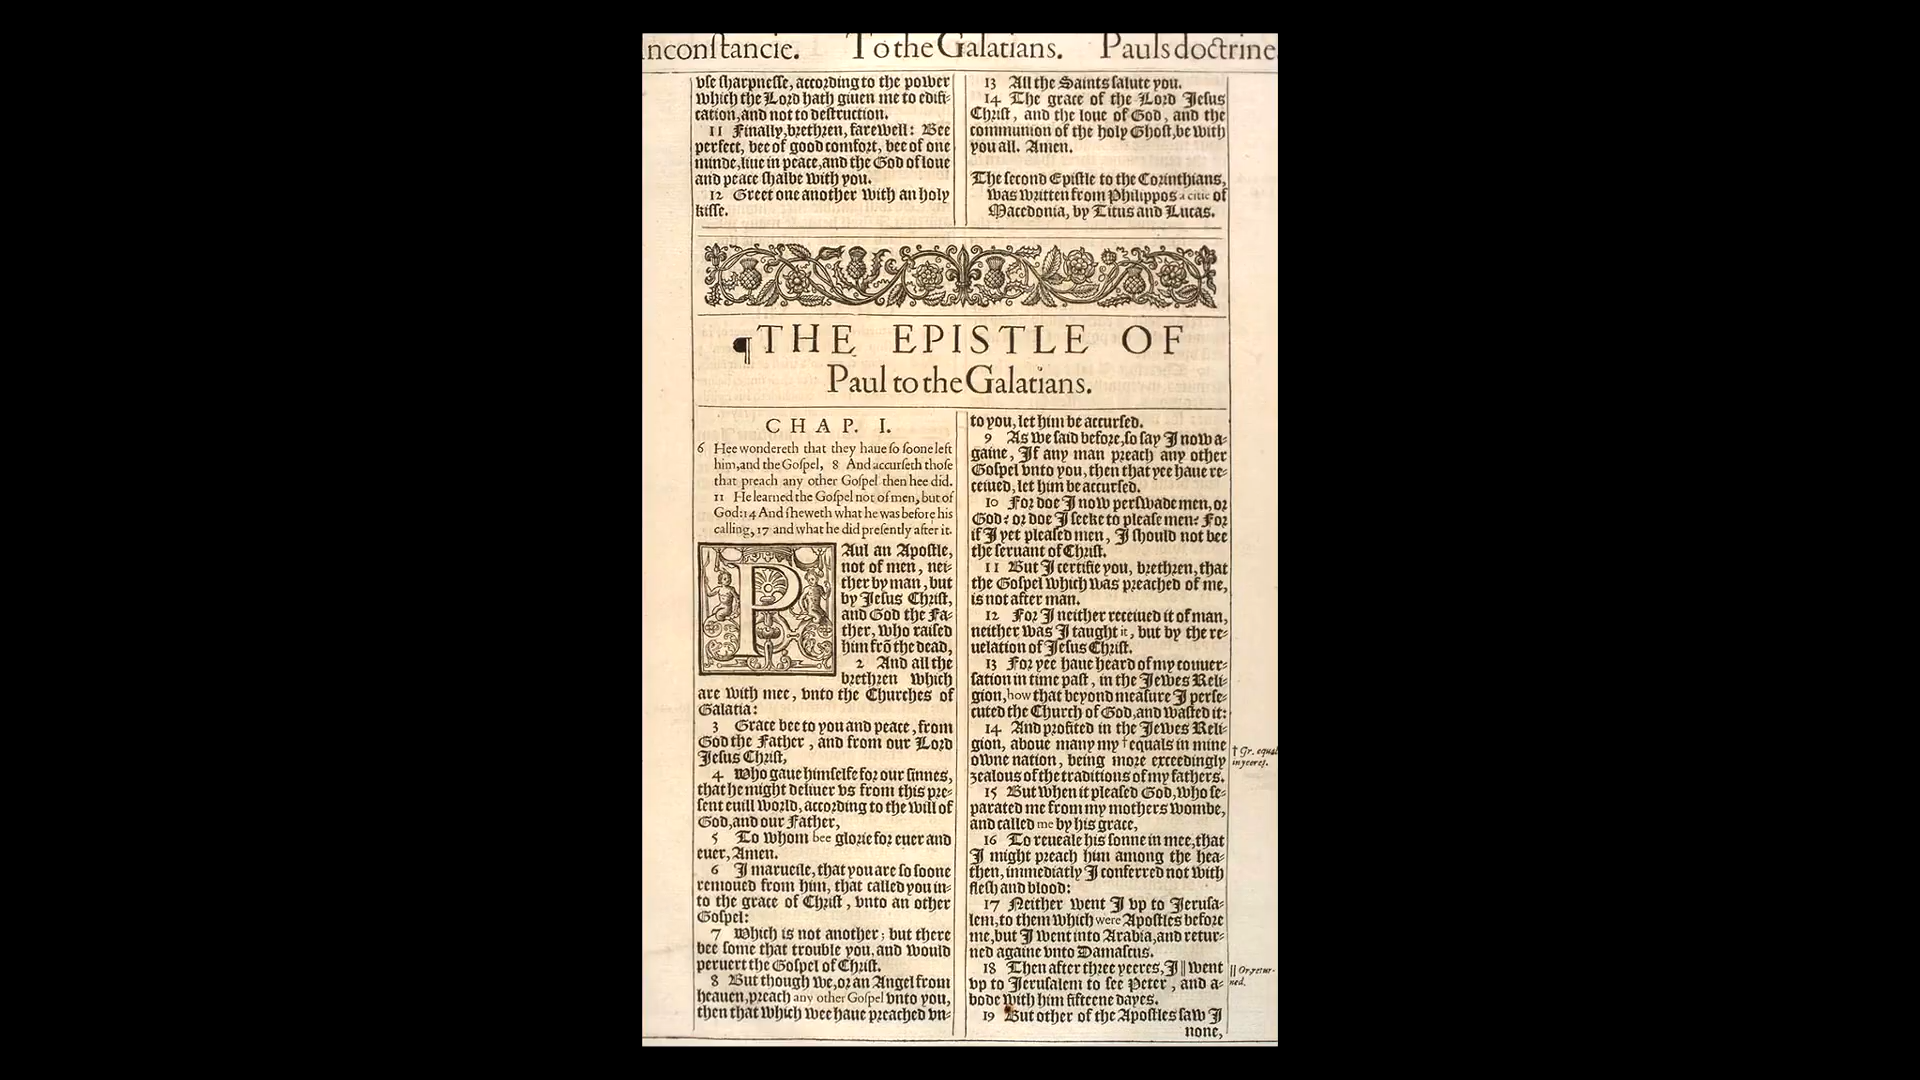 nconſtancie. To the Galatians. Pauls doctrine
vſe ſharpneſſe, according to the power
which the Lord hath giuen me to edifi-
cation, and not to deſtruction.
11 Finally, brethren, farewell: Bee
perfect, bee of good comfort, bee of one
minde, liue in peace, and the God of loue
and peace ſhalbe with you.
12 Greet one another with an holy
kiſſe.
13 All the Saints ſalute you.
14 The grace of the Lord Jeſus
Chriſt, and the loue of God, and the
communion of the holy Ghoſt, be with
you all. Amen.
The ſecond Epiſtle to the Corinthians,
was written from Philippos a citie of
Macedonia, by Titus and Lucas.
¶THE EPISTLE OF
Paul to the Galatians.
CHAP. I.
6 Hee wondereth that they haue ſo ſoone left
him, and the Goſpel, 8 And accurſeth thoſe
that preach any other Goſpel then hee did.
11 He learned the Goſpel not of men, but of
God: 14 And ſheweth what he was before his
calling, 17 and what he did preſently after it.
PAul an Apoſtle,
not of men, nei-
ther by man, but
by Jeſus Chriſt,
and God the Fa-
ther, who raiſed
him frõ the dead,
2 And all the
brethren which
are with mee, vnto the Churches of
Galatia:
3 Grace bee to you and peace, from
God the Father, and from our Lord
Jeſus Chriſt,
4 Who gaue himſelfe for our ſinnes,
that he might deliuer vs from this pre-
ſent euill world, according to the will of
God, and our Father,
5 To whom bee glorie for euer and
euer, Amen.
6 I marueile, that you are ſo ſoone
remoued from him, that called you in-
to the grace of Chriſt, vnto an other
Goſpel:
7 Which is not another; but there
bee ſome that trouble you, and would
peruert the Goſpel of Chriſt.
8 But though we, or an Angel from
heauen, preach any other Goſpel vnto you,
then that which wee haue preached vn-
to you, let him be accurſed.
9 As we ſaid before, ſo ſay I now a-
gaine, If any man preach any other
Goſpel vnto you, then that yee haue re-
ceiued, let him be accurſed.
10 For doe I now perſwade men, or
God? or doe I ſeeke to pleaſe men? For
if I yet pleaſed men, I ſhould not bee
the ſeruant of Chriſt.
11 But I certifie you, brethren, that
the Goſpel which was preached of me,
is not after man.
12 For I neither receiued it of man,
neither was I taught it, but by the re-
uelation of Jeſus Chriſt.
13 For yee haue heard of my conuer-
ſation in time paſt, in the Jewes Reli-
gion, how that beyond meaſure I perſe-
cuted the Church of God, and waſted it:
14 And profited in the Jewes Reli-
gion, aboue many my † equals in mine
owne nation, being more exceedingly
zealous of the traditions of my fathers.
15 But when it pleaſed God, who ſe-
parated me from my mothers wombe,
and called me by his grace,
16 To reueale his ſonne in mee, that
I might preach him among the hea-
then, immediatly I conferred not with
fleſh and blood:
17 Neither went I vp to Jeruſa-
lem, to them which were Apoſtles before
me, but I went into Arabia, and retur-
ned againe vnto Damaſcus.
18 Then after three yeeres, I || went
vp to Jeruſalem to ſee Peter, and a-
bode with him fifteene dayes.
19 But other of the Apoſtles ſaw I
none,
† Gr. equal
in yeeres.
|| Or, retur-
ned.